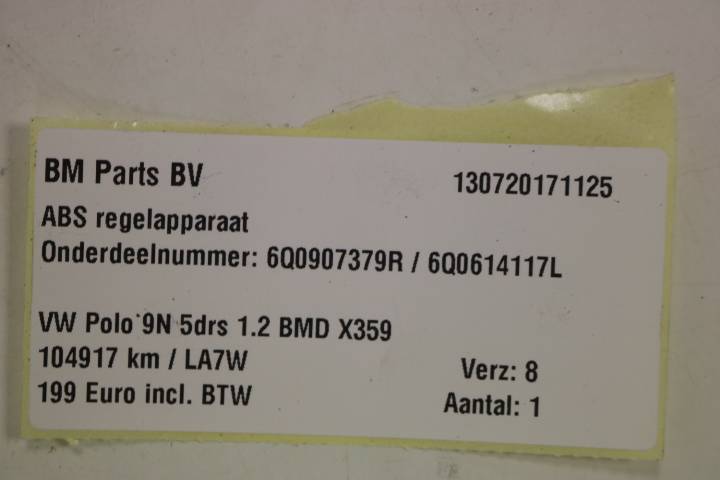 BM Parts BV 130720171125
ABS regelapparaat
Onderdeelnummer: 6Q0907379R / 6Q0614117L
VW Polo 9N 5drs 1.2 BMD X359
104917 km / LA7W Verz: 8
199 Euro incl. BTW Aantal: 1